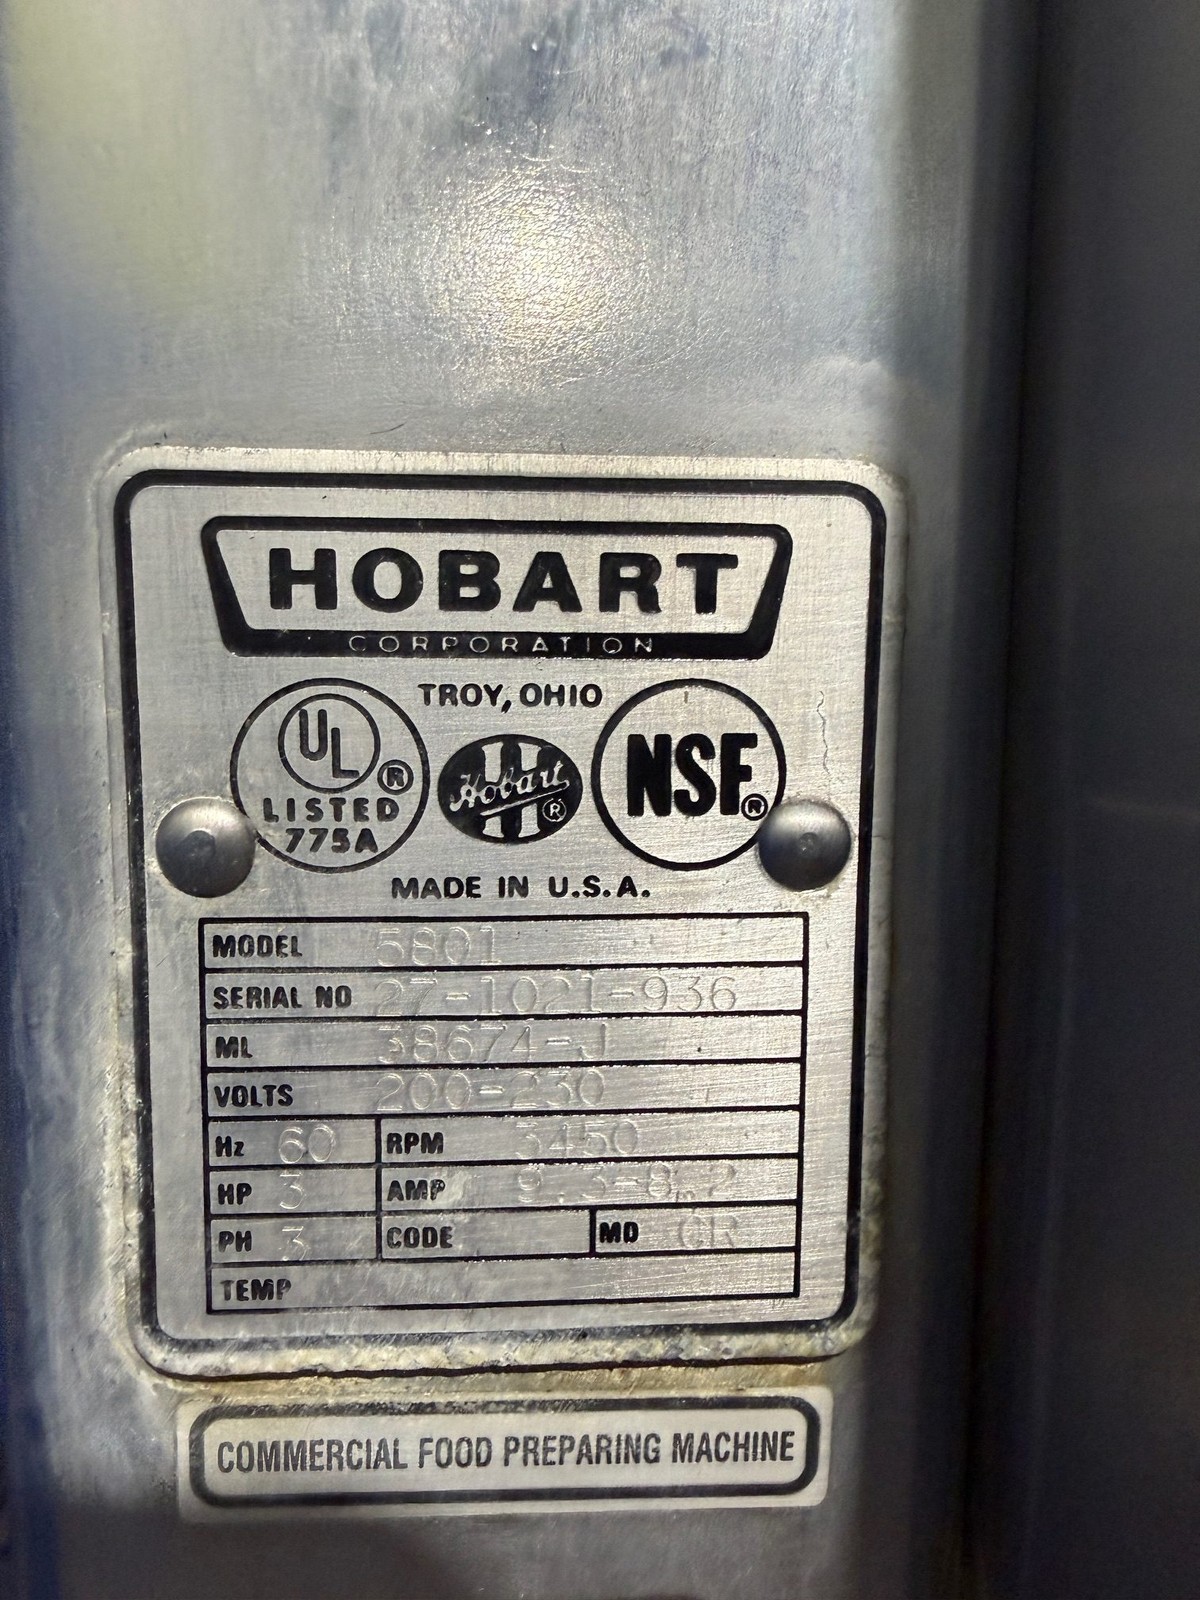 HOBART
CORPORATION
TROY, OHIO
UL®
LISTED
775A
Hobart®
NSF®
MADE IN U.S.A.
MODEL 5801
SERIAL NO 27-1021-936
ML 38674-J
VOLTS 200-230
Hz 60 RPM 3450
HP 3 AMP 9.3-8.2
PH 3 CODE MD CR
TEMP
COMMERCIAL FOOD PREPARING MACHINE